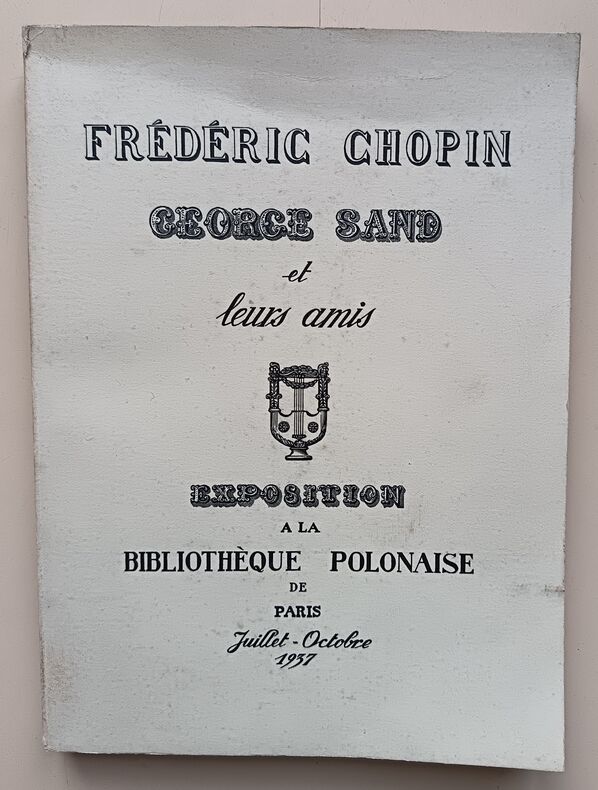 FRÉDÉRIC CHOPIN
GEORGE SAND
et
leurs amis
EXPOSITION
A LA
BIBLIOTHÈQUE POLONAISE
DE
PARIS
Juillet - Octobre
1937